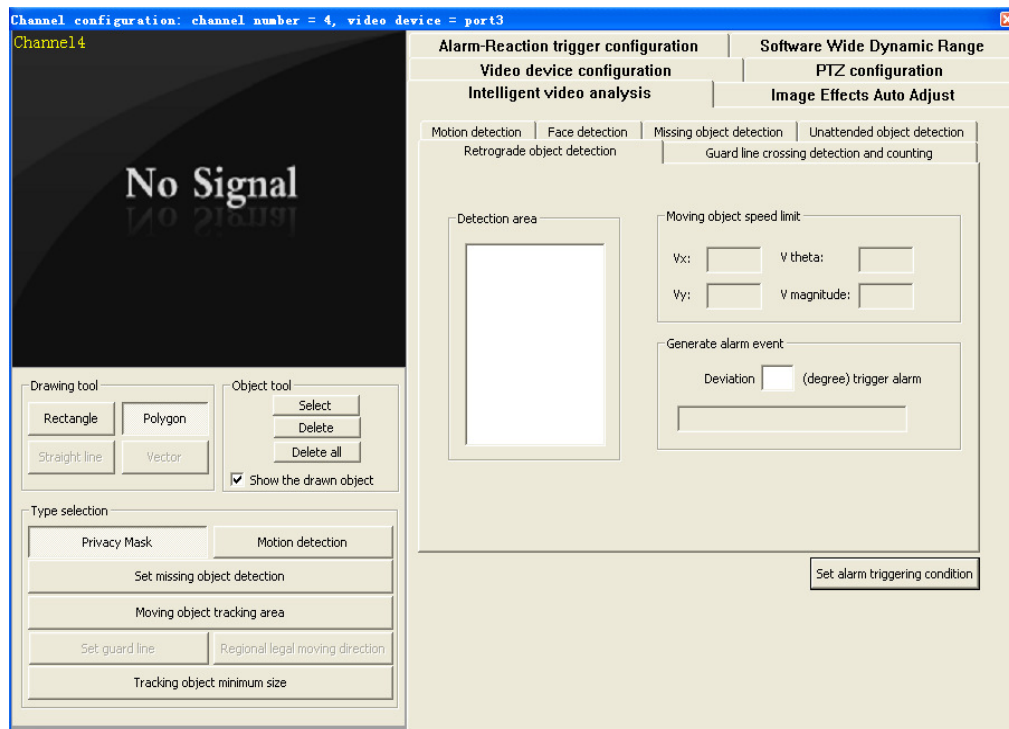 Channel configuration: channel number = 4, video device = port3
Channel4
No Signal
Alarm-Reaction trigger configuration
Software Wide Dynamic Range
Video device configuration
PTZ configuration
Intelligent video analysis
Image Effects Auto Adjust
Motion detection
Face detection
Missing object detection
Unattended object detection
Retrograde object detection
Guard line crossing detection and counting
Detection area
Moving object speed limit
Vx:
V theta:
Vy:
V magnitude:
Generate alarm event
Deviation (degree) trigger alarm
Set alarm triggering condition
Drawing tool
Rectangle
Polygon
Straight line
Vector
Object tool
Select
Delete
Delete all
Show the drawn object
Type selection
Privacy Mask
Motion detection
Set missing object detection
Moving object tracking area
Set guard line
Regional legal moving direction
Tracking object minimum size